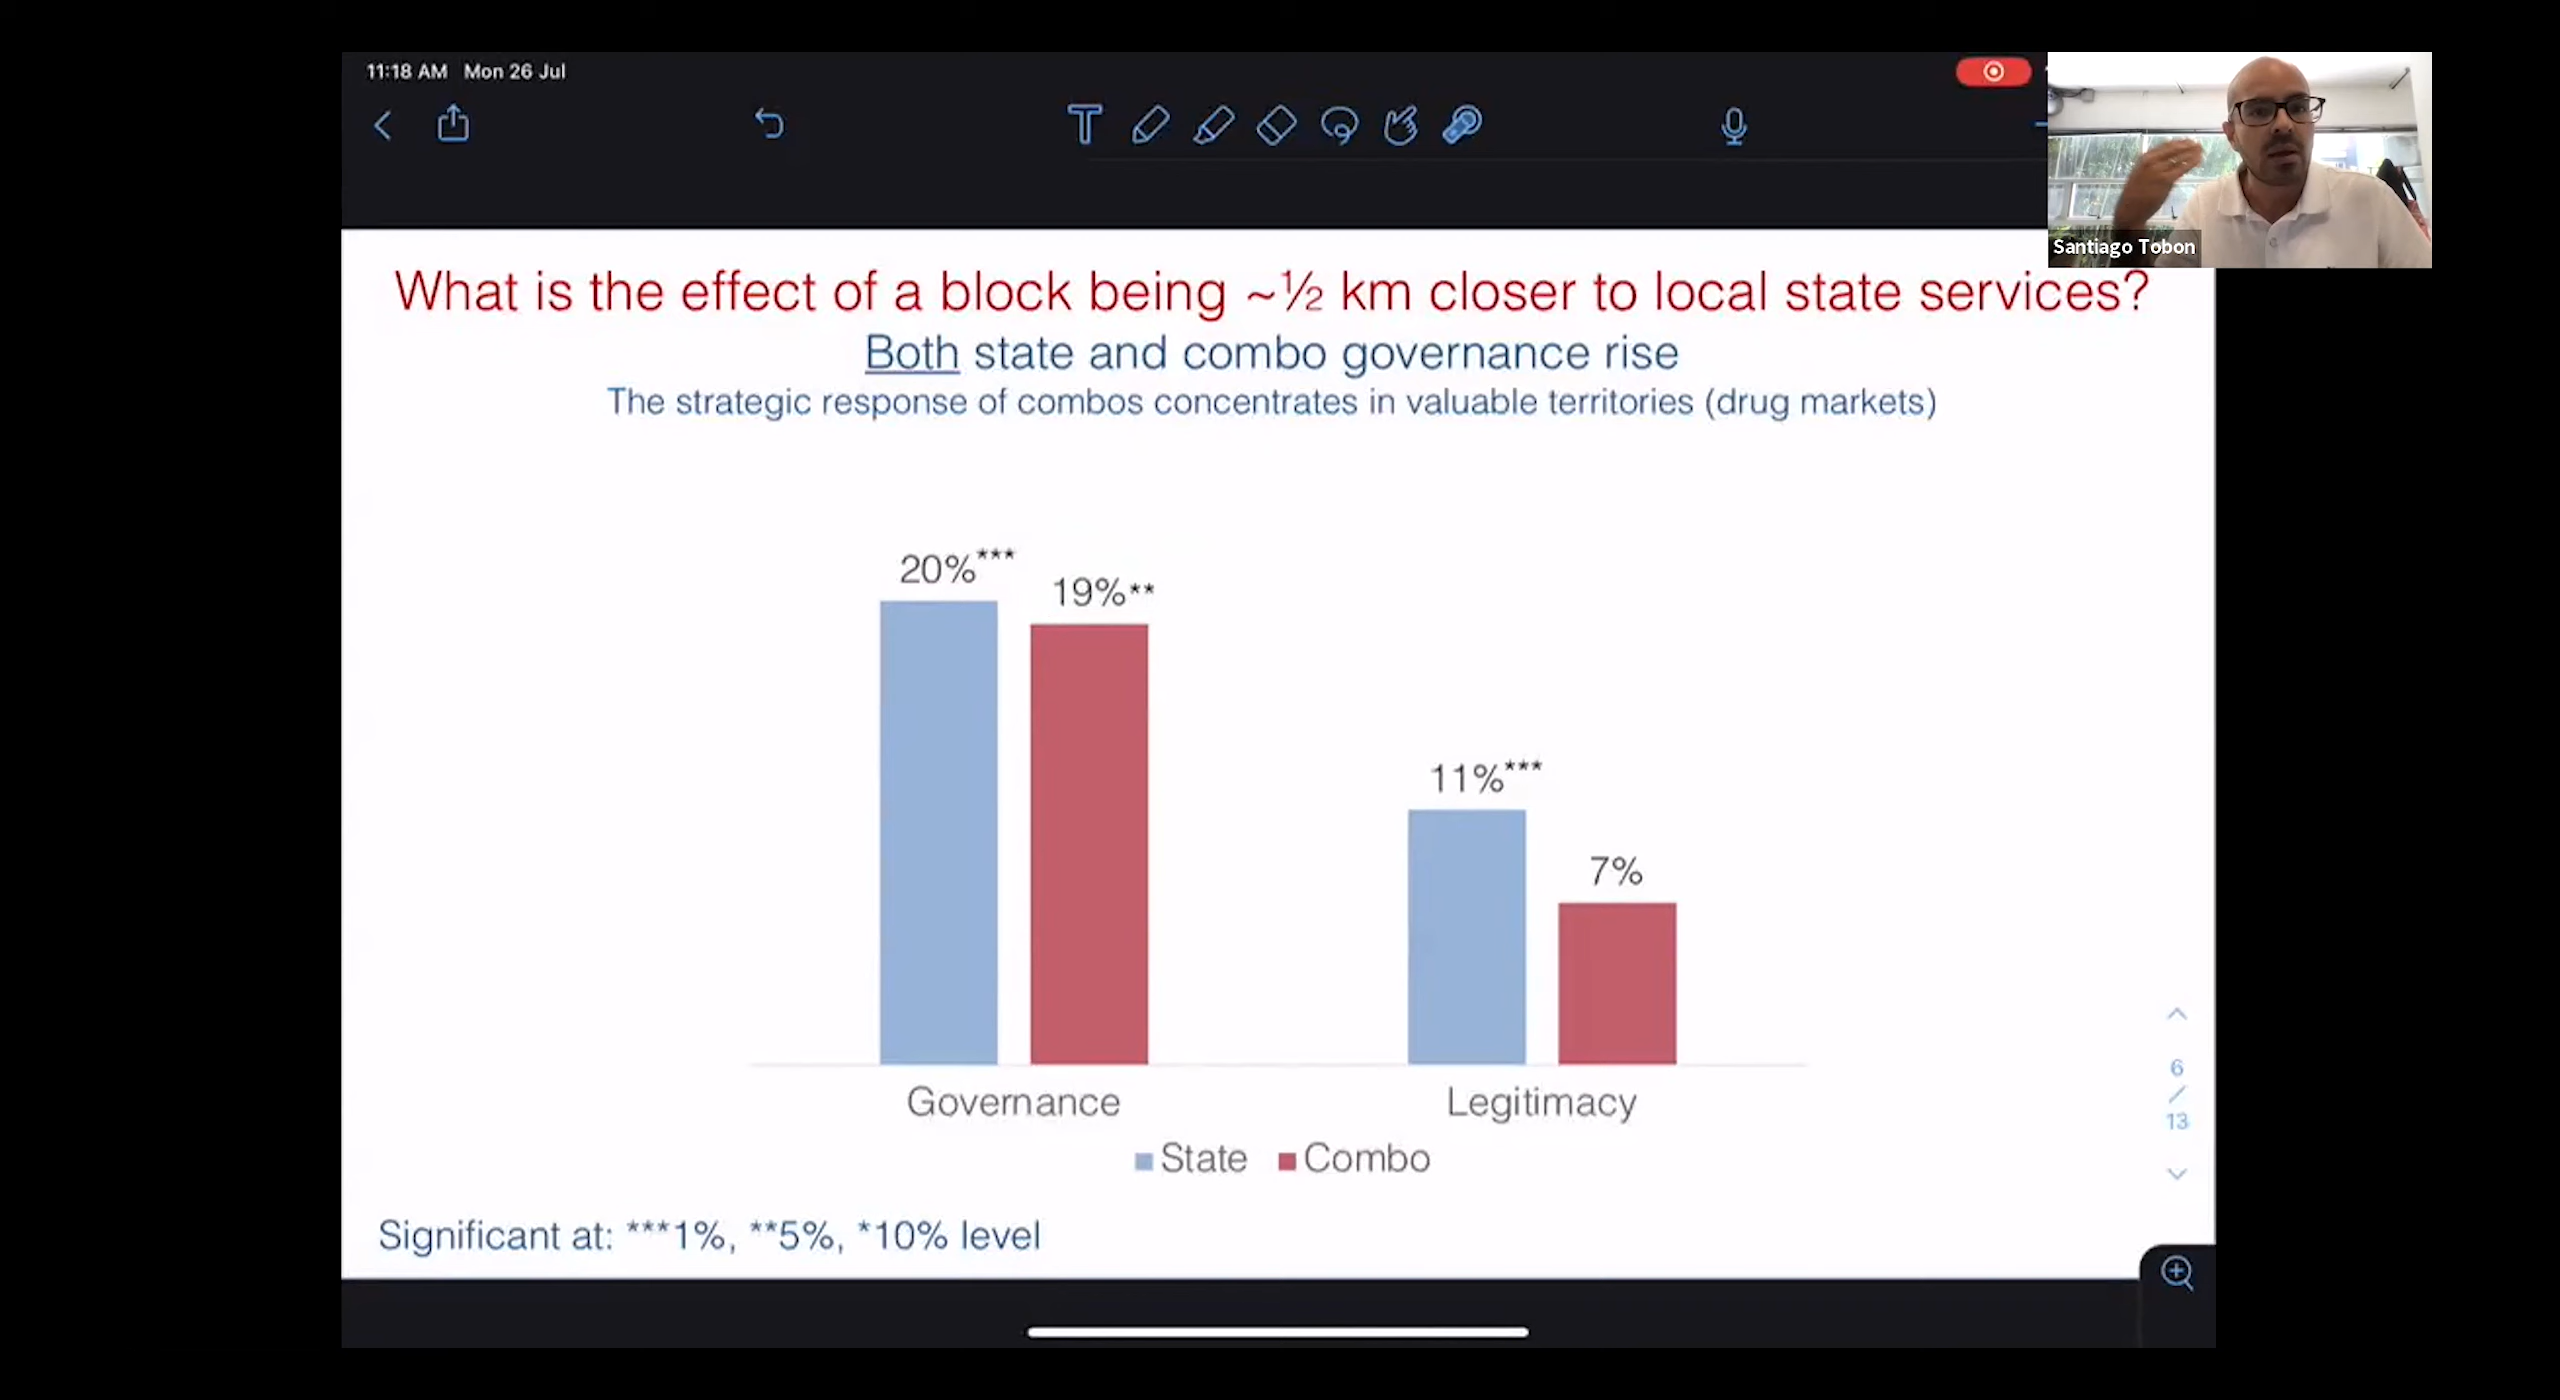 11:18 AM Mon 26 Jul
Santiago Tobon
What is the effect of a block being ~½ km closer to local state services?
Both state and combo governance rise
The strategic response of combos concentrates in valuable territories (drug markets)
20%***
19%**
11%***
7%
Governance
Legitimacy
State
Combo
6
/
13
Significant at: ***1%, **5%, *10% level